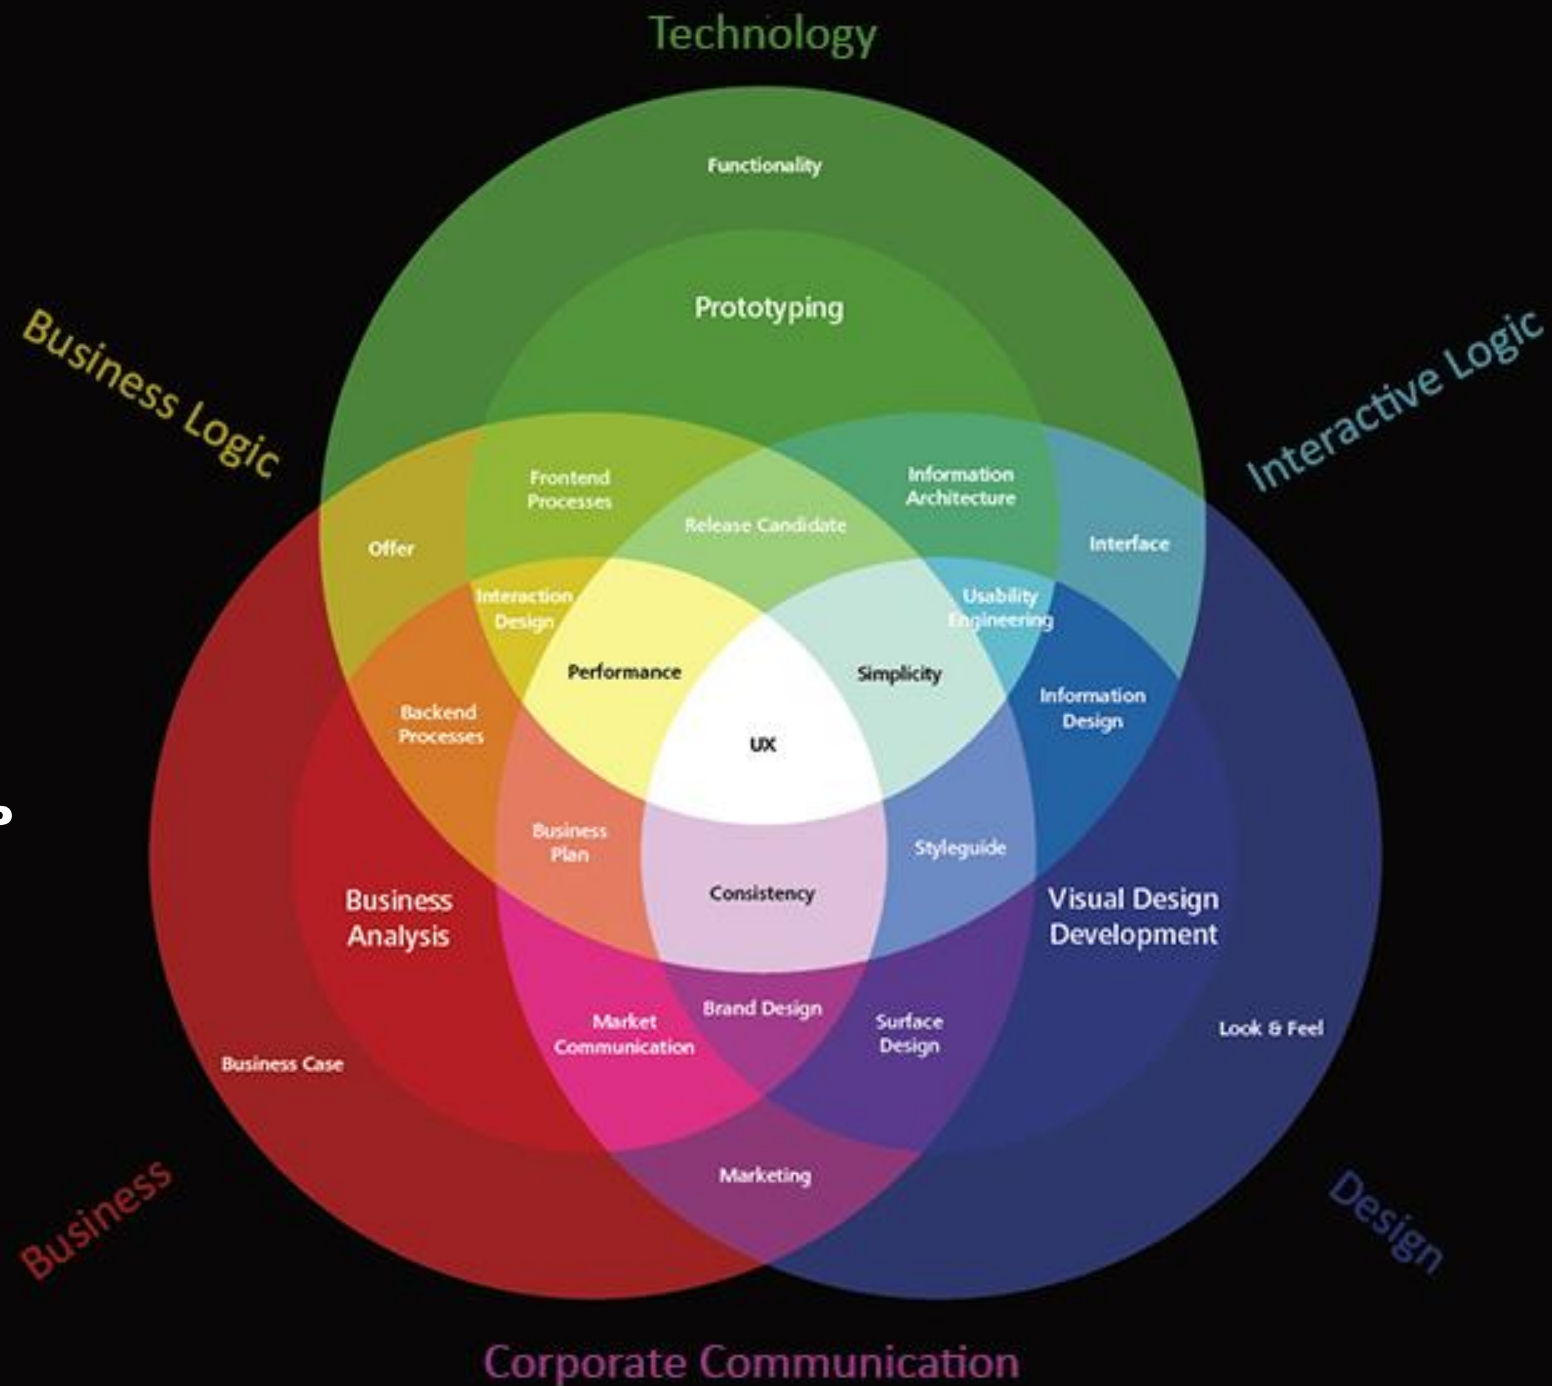 Technology
Functionality
Prototyping
Business Logic
Interactive Logic
Frontend
Processes
Information
Architecture
Release Candidate
Offer
Interface
Interaction
Design
Usability
Engineering
Performance
Simplicity
Information
Design
Backend
Processes
UX
Business
Plan
Styleguide
Consistency
Business
Analysis
Visual Design
Development
Brand Design
Market
Communication
Surface
Design
Look & Feel
Business Case
Marketing
Business
Design
Corporate Communication